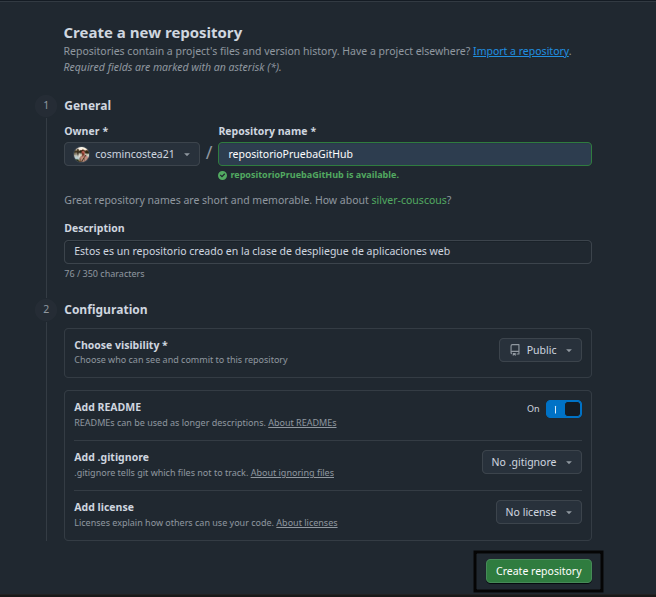 Create a new repository
Repositories contain a project's files and version history. Have a project elsewhere? Import a repository.
Required fields are marked with an asterisk (*).
1 General
Owner * Repository name *
cosmincostea21 / repositorioPruebaGitHub
repositorioPruebaGitHub is available.
Great repository names are short and memorable. How about silver-couscous?
Description
Estos es un repositorio creado en la clase de despliegue de aplicaciones web
76 / 350 characters
2 Configuration
Choose visibility * Public
Choose who can see and commit to this repository
Add README On
READMEs can be used as longer descriptions. About READMEs
Add .gitignore No .gitignore
.gitignore tells git which files not to track. About ignoring files
Add license No license
Licenses explain how others can use your code. About licenses
Create repository